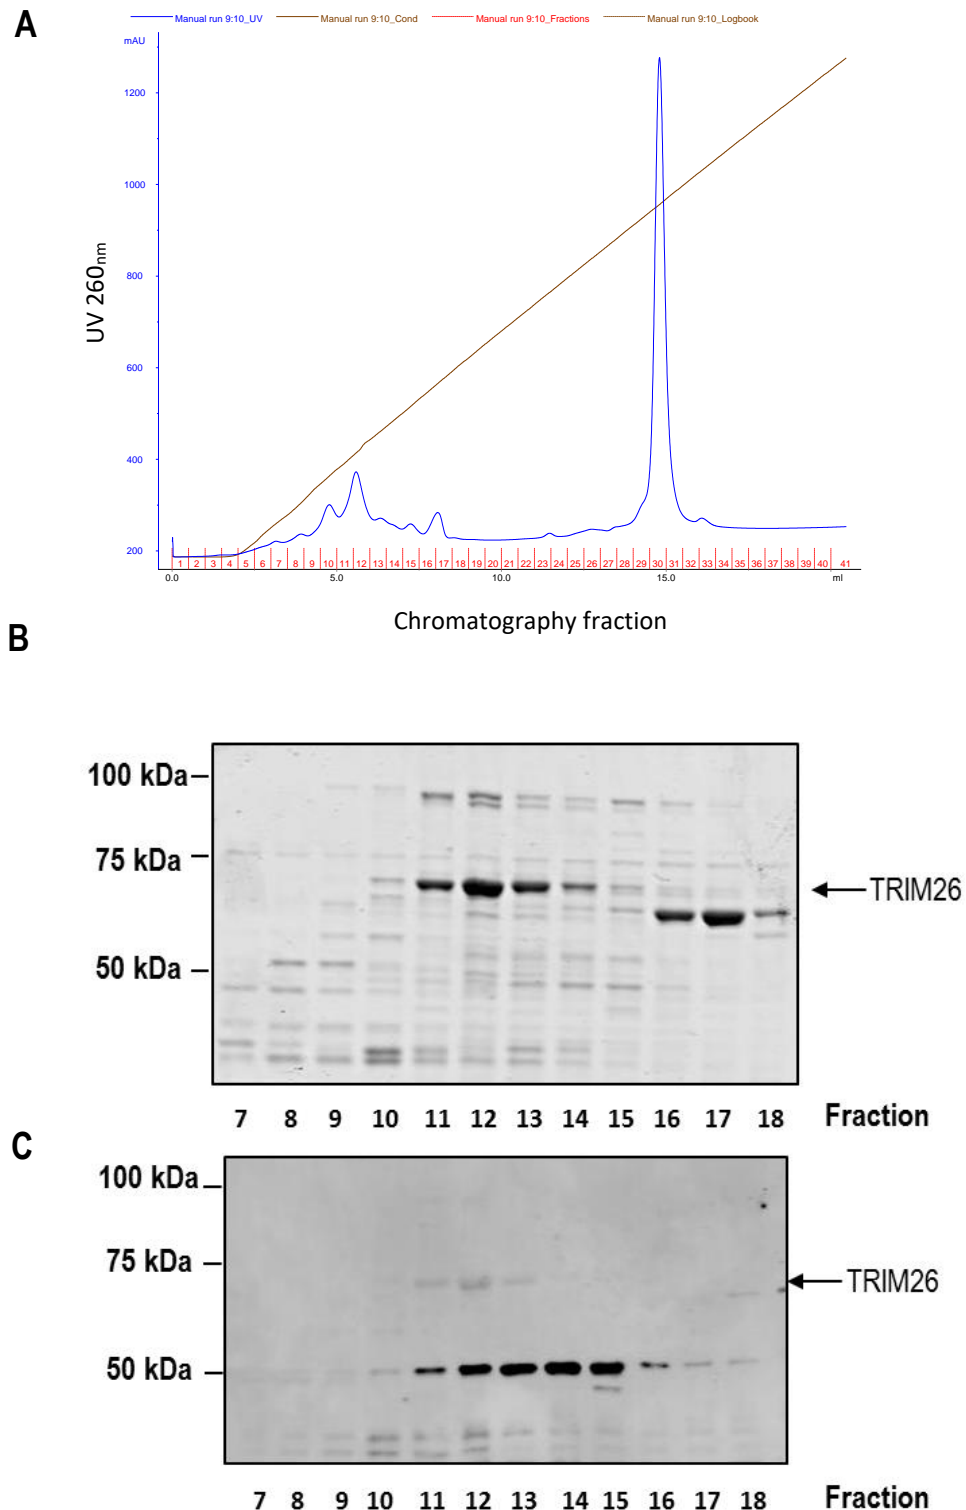 A
Manual run 9:10_UV Manual run 9:10_Cond Manual run 9:10_Fractions Manual run 9:10_Logbook
mAU
1200
1000
800
600
400
200
UV 260nm
1 2 3 4 5 6 7 8 9 10 11 12 13 14 15 16 17 18 19 20 21 22 23 24 25 26 27 28 29 30 31 32 33 34 35 36 37 38 39 40 41
0.0 5.0 10.0 15.0 ml
Chromatography fraction
B
100 kDa
75 kDa
TRIM26
50 kDa
7 8 9 10 11 12 13 14 15 16 17 18 Fraction
C
100 kDa
75 kDa
TRIM26
50 kDa
7 8 9 10 11 12 13 14 15 16 17 18 Fraction